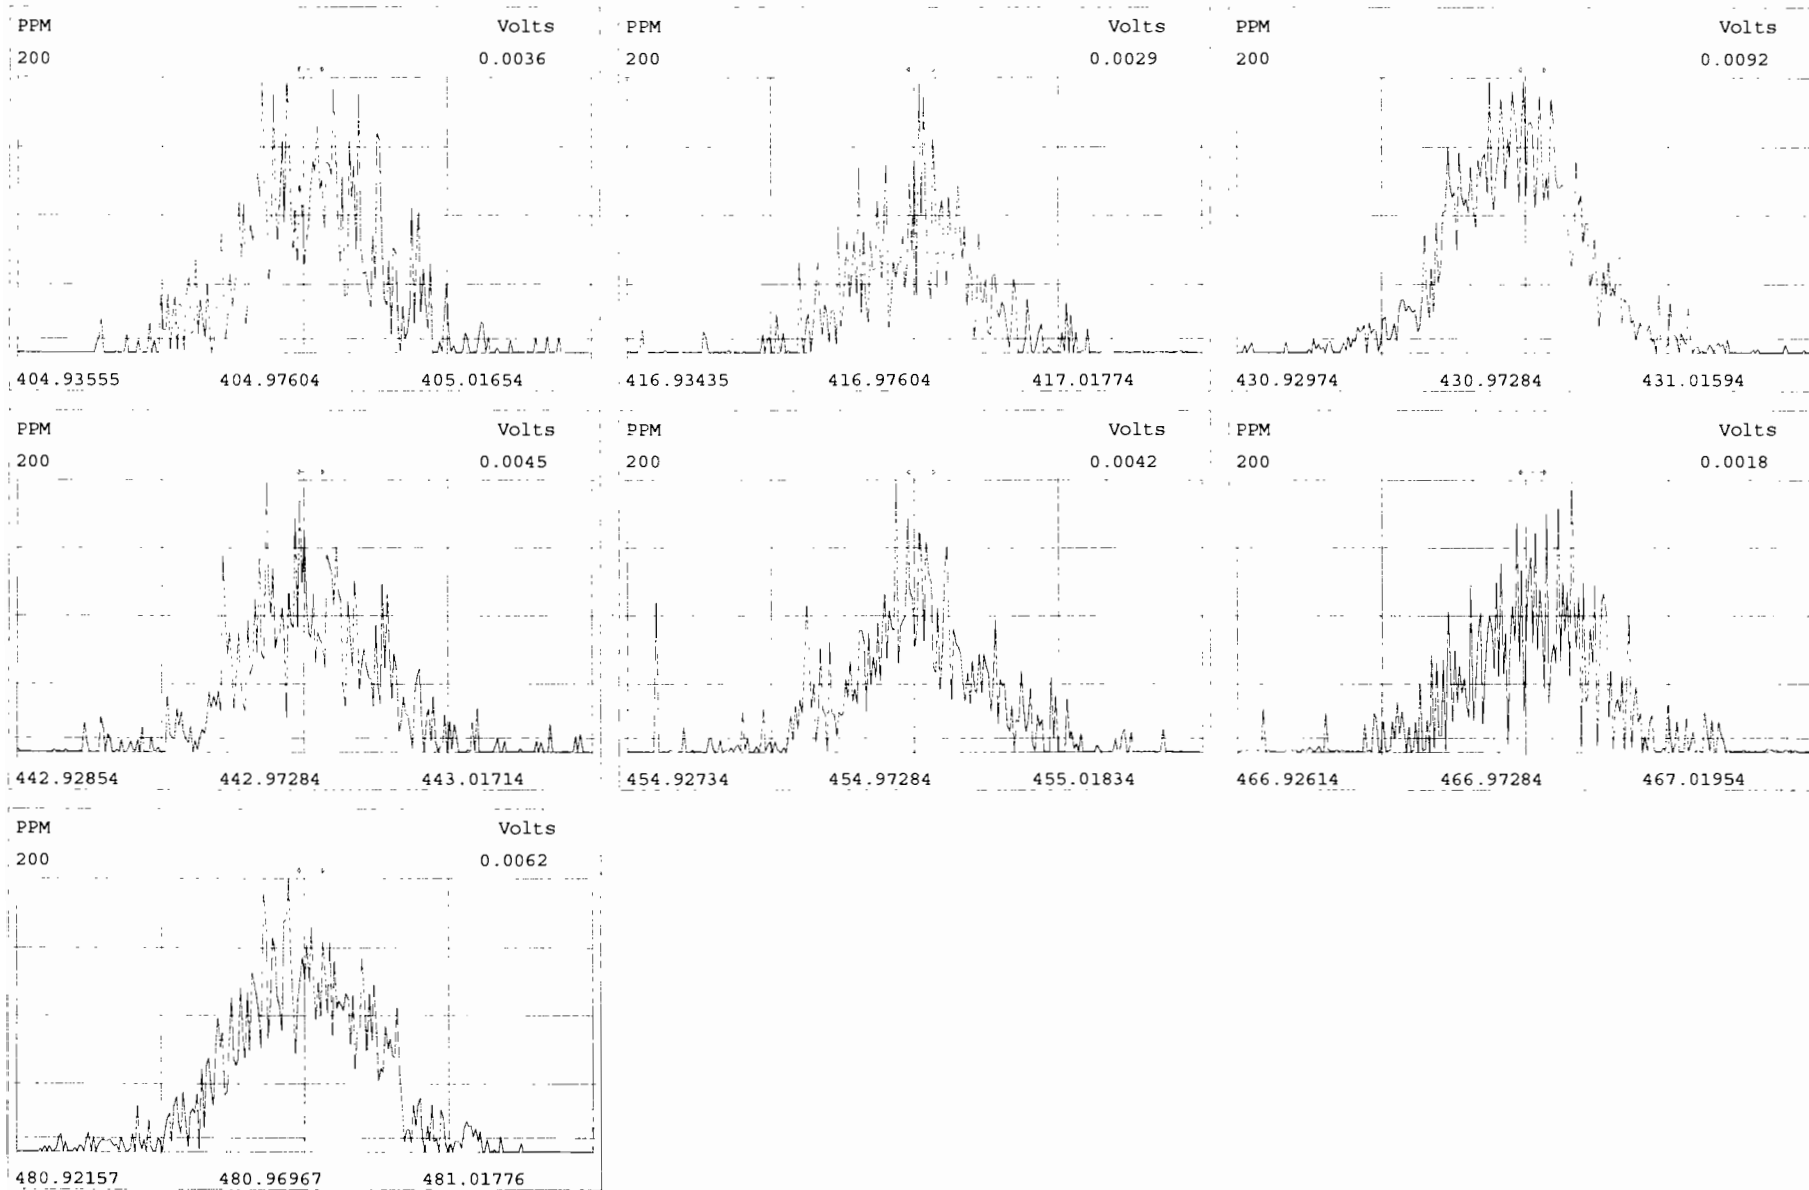 PPM Volts
200 0.0036
404.93555 404.97604 405.01654
PPM Volts
200 0.0029
416.93435 416.97604 417.01774
PPM Volts
200 0.0092
430.92974 430.97284 431.01594
PPM Volts
200 0.0045
442.92854 442.97284 443.01714
PPM Volts
200 0.0042
454.92734 454.97284 455.01834
PPM Volts
200 0.0018
466.92614 466.97284 467.01954
PPM Volts
200 0.0062
480.92157 480.96967 481.01776